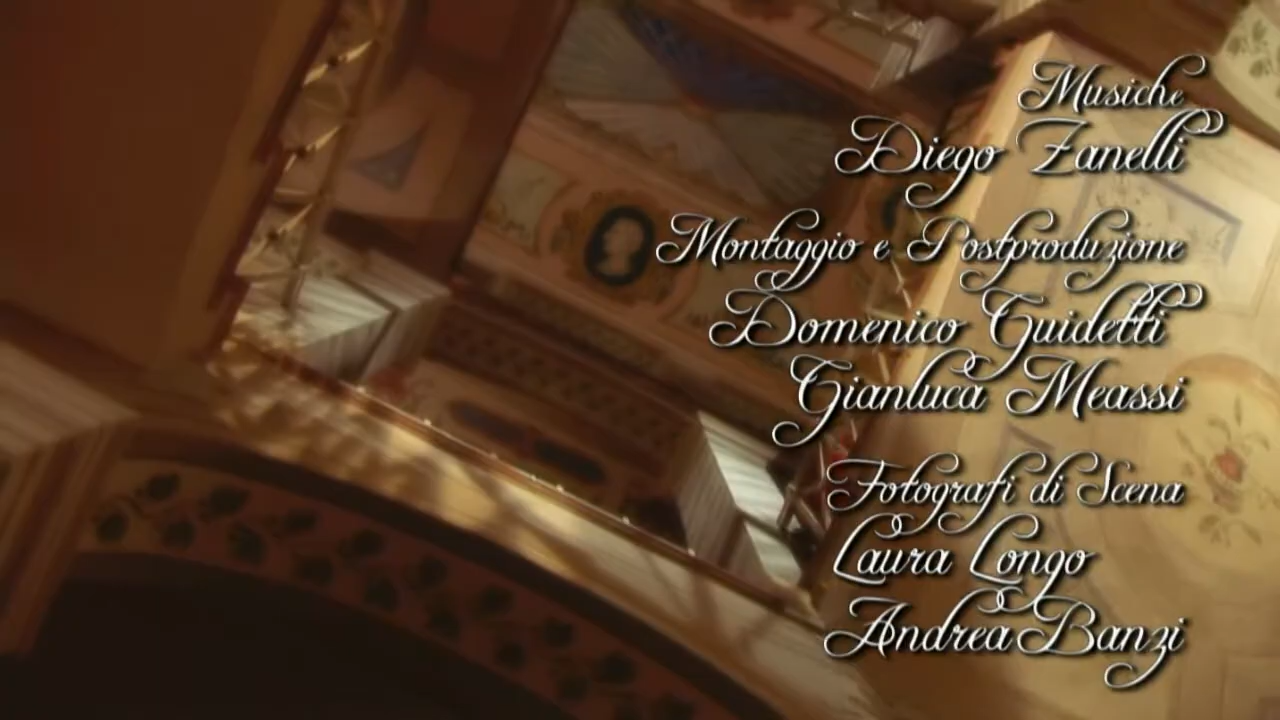 Musiche
Diego Zanelli
Montaggio e Postproduzione
Domenico Guidetti
Gianluca Meassi
Fotografi di Scena
Laura Longo
Andrea Banzi